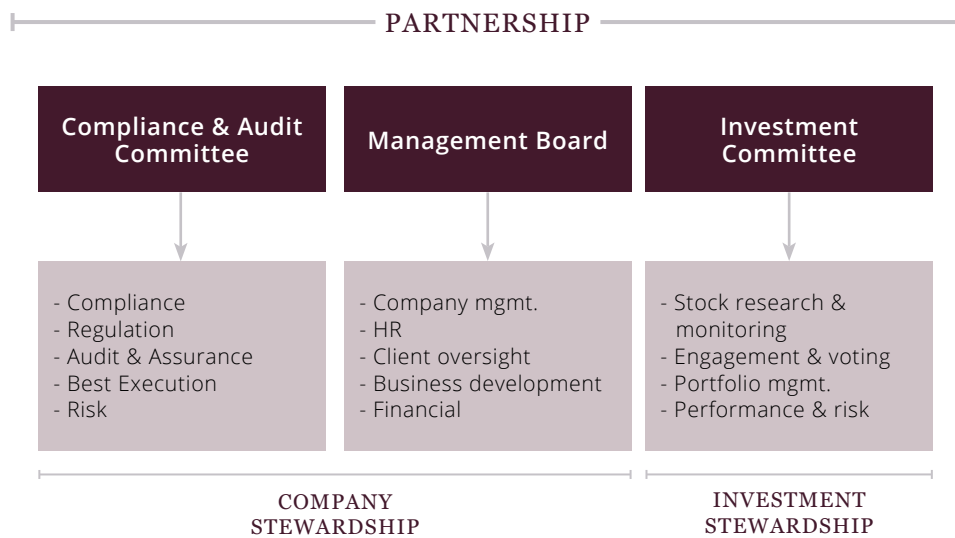 PARTNERSHIP
Compliance & Audit
Committee
Management Board
Investment
Committee
- Compliance
- Regulation
- Audit & Assurance
- Best Execution
- Risk
- Company mgmt.
- HR
- Client oversight
- Business development
- Financial
- Stock research &
monitoring
- Engagement & voting
- Portfolio mgmt.
- Performance & risk
COMPANY
STEWARDSHIP
INVESTMENT
STEWARDSHIP